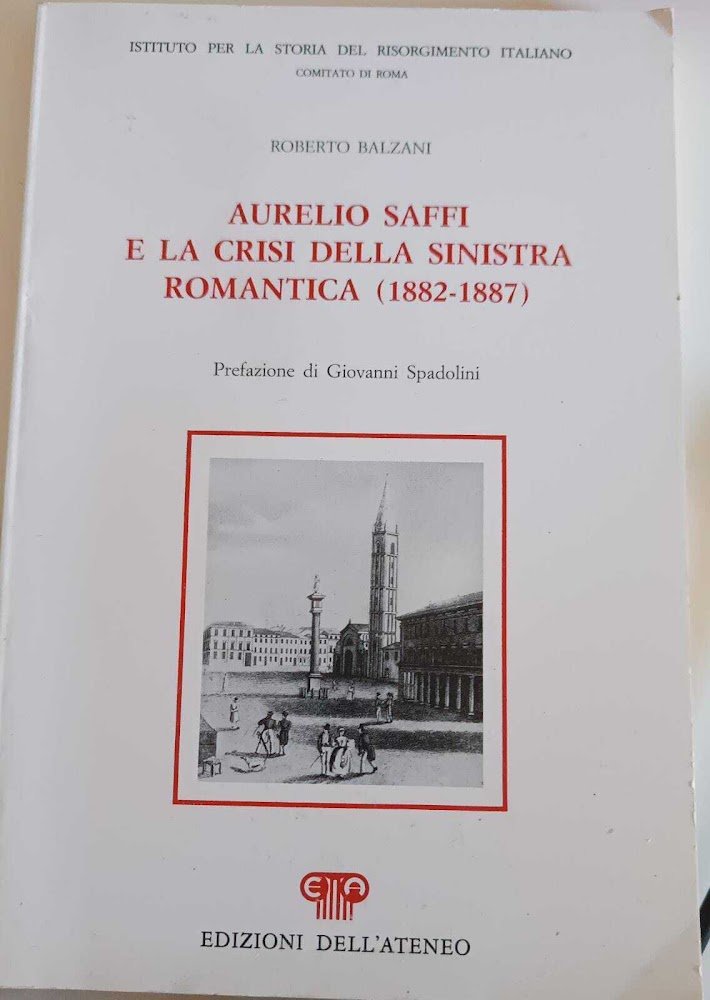 ISTITUTO PER LA STORIA DEL RISORGIMENTO ITALIANO
COMITATO DI ROMA
ROBERTO BALZANI
AURELIO SAFFI
E LA CRISI DELLA SINISTRA
ROMANTICA (1882-1887)
Prefazione di Giovanni Spadolini
E A
EDIZIONI DELL'ATENEO